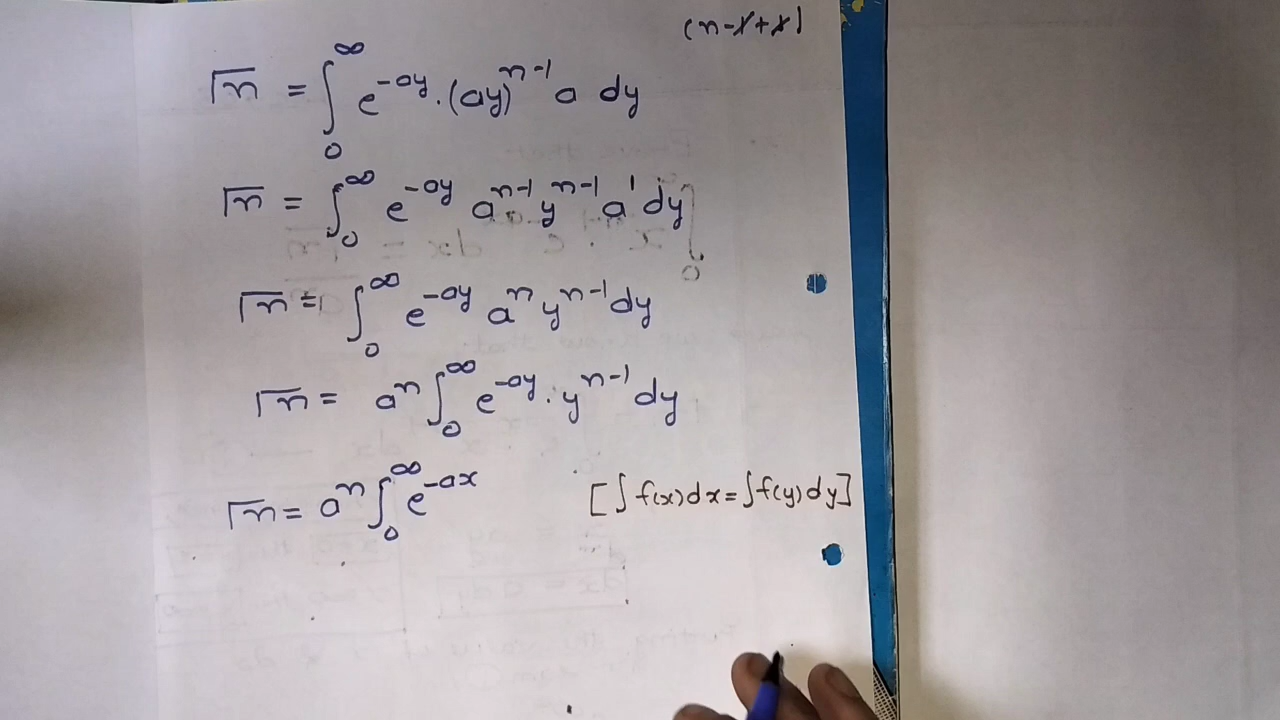 (n-1+1)
Γn = ∫₀^∞ e^{-ay}.(ay)^{n-1} a dy
Γn = ∫₀^∞ e^{-ay} a^{n-1}.y^{n-1} a^1 dy
Γn = ∫₀^∞ e^{-ay} a^n y^{n-1} dy
Γn = a^n ∫₀^∞ e^{-ay}.y^{n-1} dy
Γn = a^n ∫₀^∞ e^{-ax} [∫f(x)dx=∫f(y)dy]